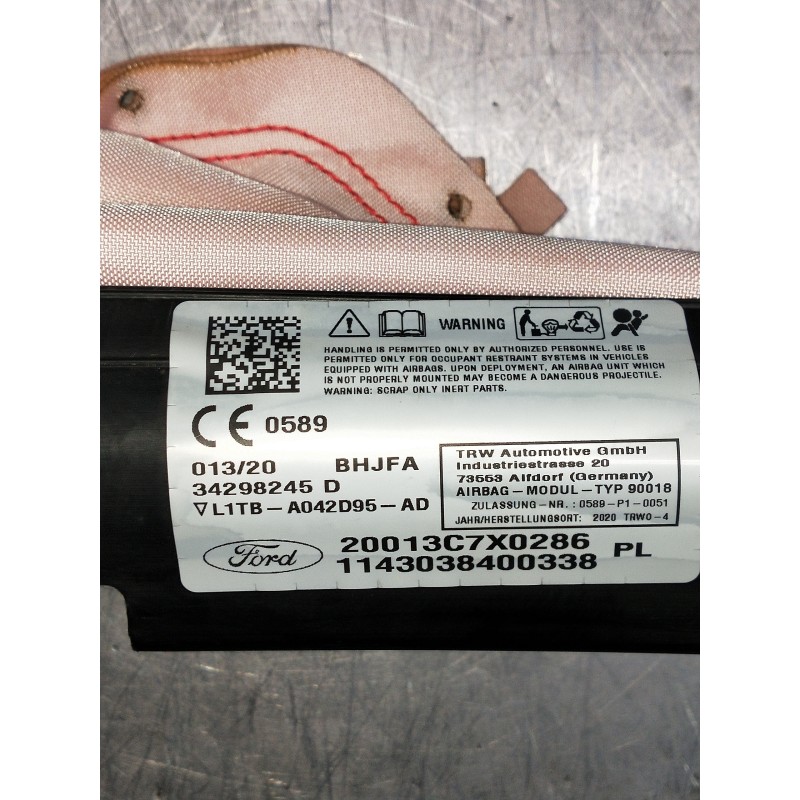 WARNING
HANDLING IS PERMITTED ONLY BY AUTHORIZED PERSONNEL. USE IS
PERMITTED ONLY FOR OCCUPANT RESTRAINT SYSTEMS IN VEHICLES
EQUIPPED WITH AIRBAGS. UPON DEPLOYMENT, AN AIRBAG UNIT WHICH
IS NOT PROPERLY MOUNTED MAY BECOME A DANGEROUS PROJECTILE.
WARNING: SCRAP ONLY INERT PARTS.
CE 0589
013/20 BHJFA
34298245 D
▽L1TB-A042D95-AD
TRW Automotive GmbH
Industriestrasse 20
73553 Alfdorf (Germany)
AIRBAG-MODUL-TYP 90018
ZULASSUNG-NR.: 0589-P1-0051
JAHR/HERSTELLUNGSORT: 2020 TRWO-4
Ford
20013C7X0286 PL
1143038400338